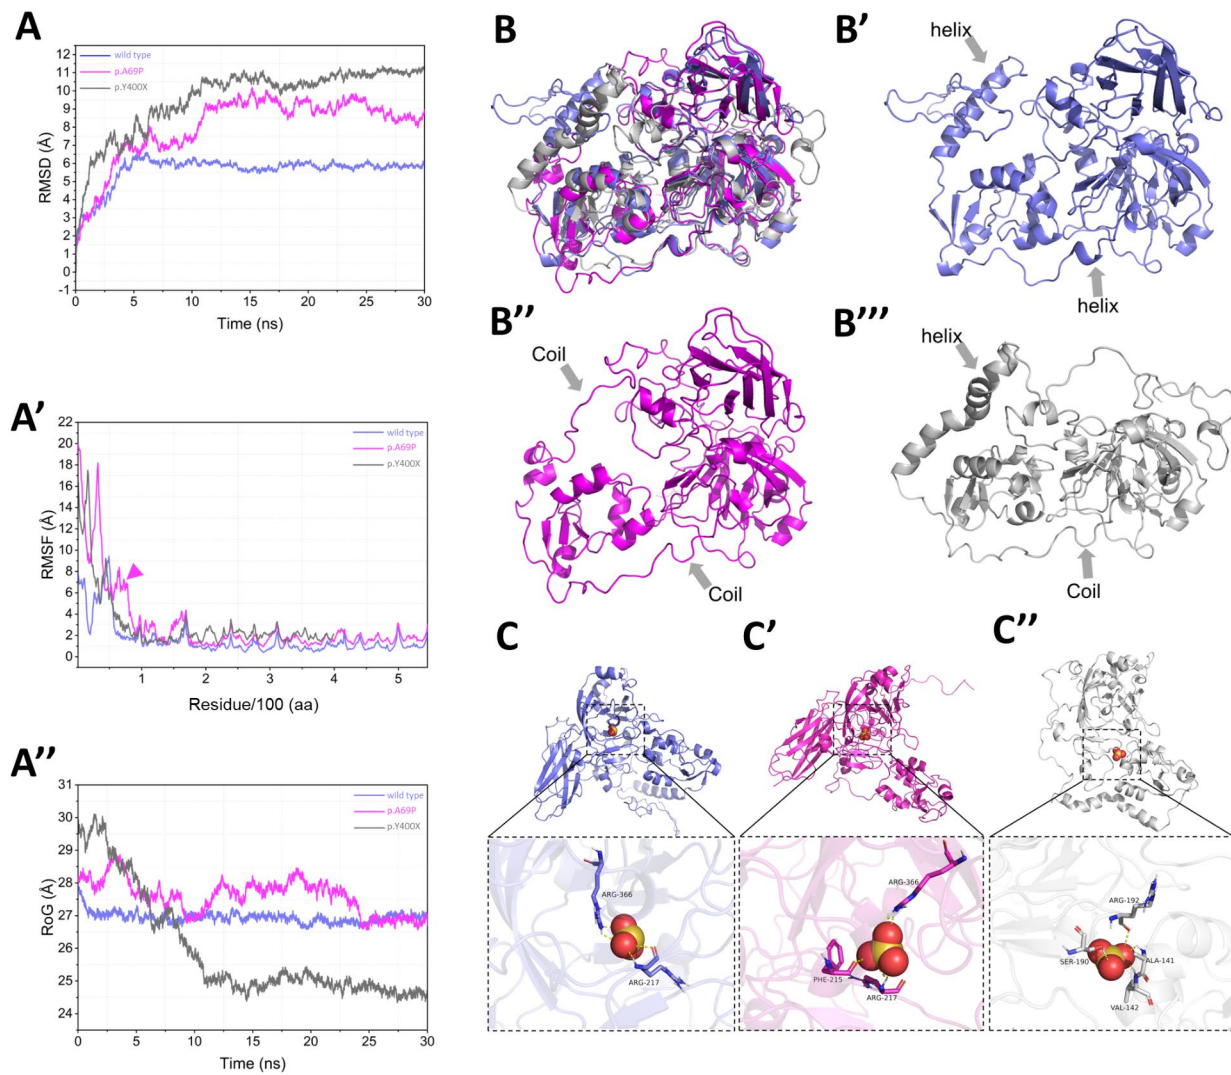 A
12
11
10
9
8
7
6
5
4
3
2
1
0
-1
RMSD (Å)
wild type
p.A69P
p.Y400X
0
5
10
15
20
25
30
Time (ns)
A'
22
20
18
16
14
12
10
8
6
4
2
0
RMSF (Å)
wild type
p.A69P
p.Y400X
1
2
3
4
5
Residue/100 (aa)
A''
31
30
29
28
27
26
25
24
RoG (Å)
wild type
p.A69P
p.Y400X
0
5
10
15
20
25
30
Time (ns)
B
B'
helix
helix
B''
Coil
Coil
B'''
helix
Coil
C
ARG-366
ARG-217
C'
ARG-366
PHE-215
ARG-217
C''
ARG-192
SER-190
ALA-141
VAL-142